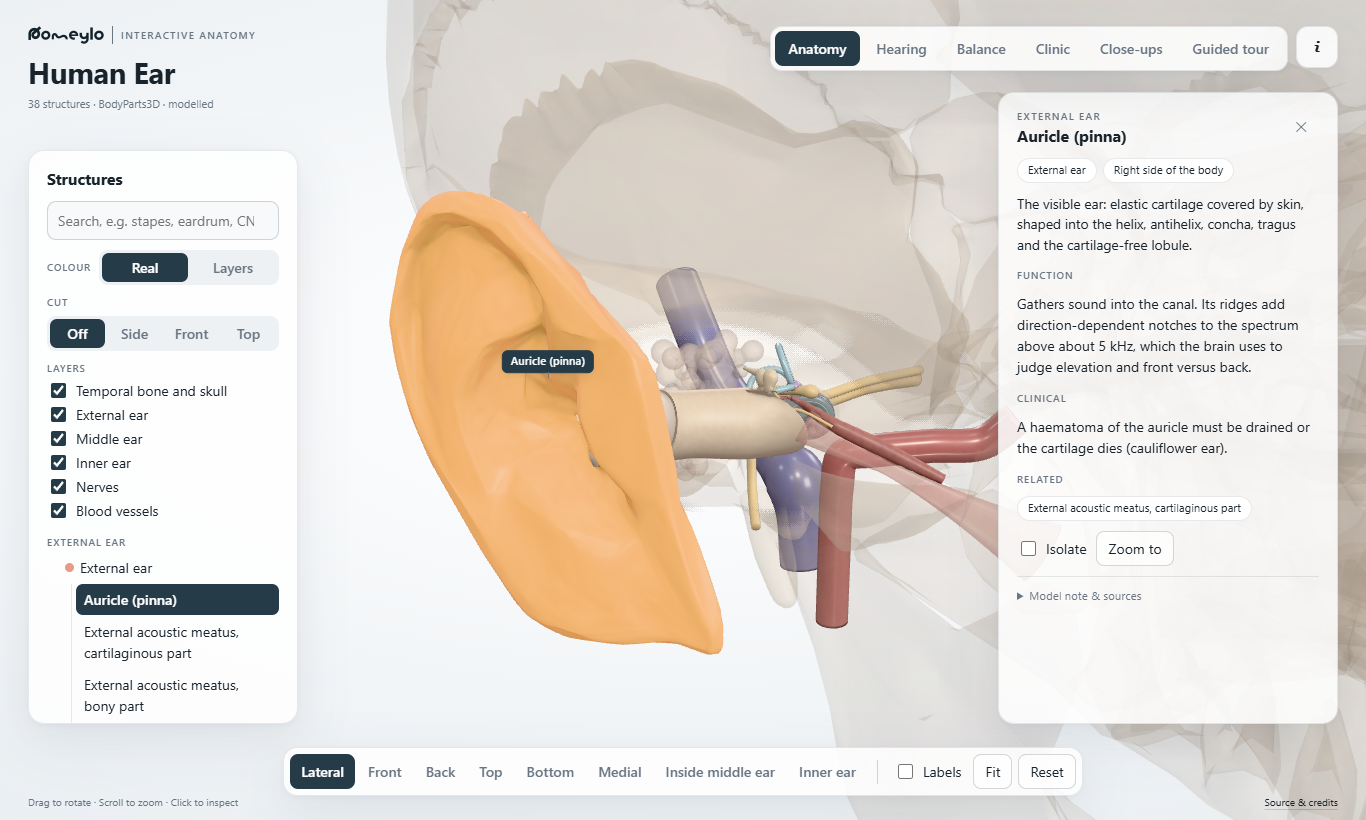 Pomeylo
INTERACTIVE ANATOMY
Human Ear
38 structures · BodyParts3D · modelled
Anatomy
Hearing
Balance
Clinic
Close-ups
Guided tour
i
Structures
Search, e.g. stapes, eardrum, CN
COLOUR
Real
Layers
CUT
Off
Side
Front
Top
LAYERS
Temporal bone and skull
External ear
Middle ear
Inner ear
Nerves
Blood vessels
EXTERNAL EAR
External ear
Auricle (pinna)
External acoustic meatus,
cartilaginous part
External acoustic meatus,
bony part
Auricle (pinna)
EXTERNAL EAR
Auricle (pinna)
External ear
Right side of the body
The visible ear: elastic cartilage covered by skin,
shaped into the helix, antihelix, concha, tragus
and the cartilage-free lobule.
FUNCTION
Gathers sound into the canal. Its ridges add
direction-dependent notches to the spectrum
above about 5 kHz, which the brain uses to
judge elevation and front versus back.
CLINICAL
A haematoma of the auricle must be drained or
the cartilage dies (cauliflower ear).
RELATED
External acoustic meatus, cartilaginous part
Isolate
Zoom to
Model note & sources
Lateral
Front
Back
Top
Bottom
Medial
Inside middle ear
Inner ear
Labels
Fit
Reset
Drag to rotate · Scroll to zoom · Click to inspect
Source & credits